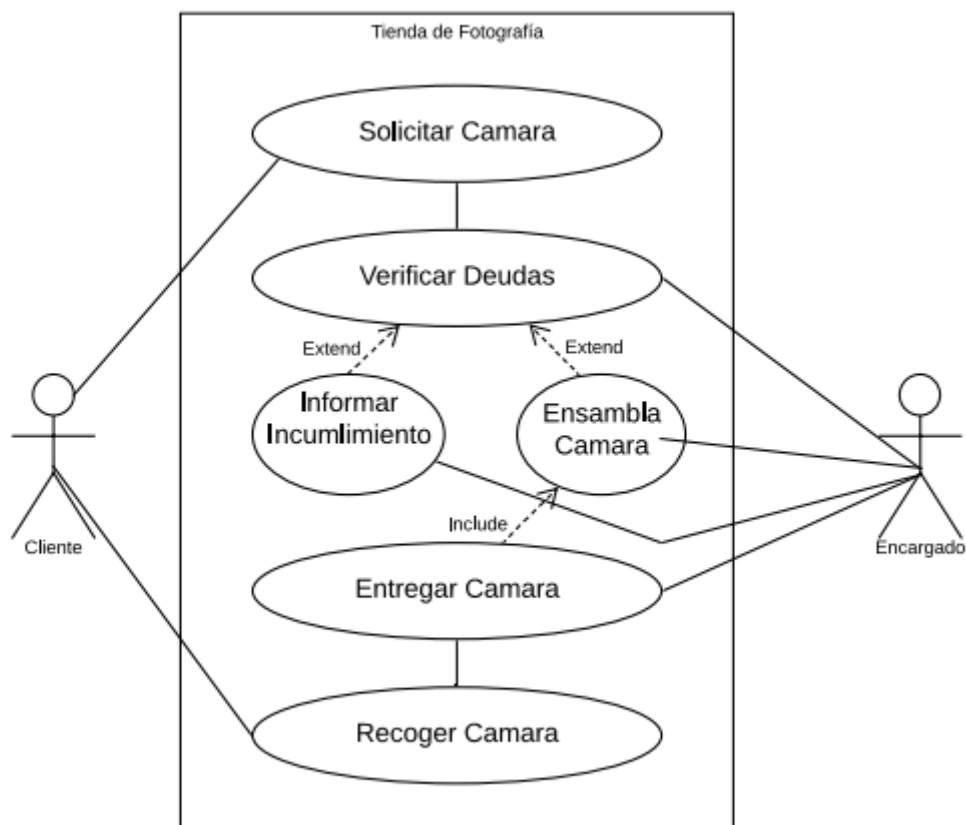 Tienda de Fotografía
Solicitar Camara
Verificar Deudas
Extend
Extend
Informar
Incumlimiento
Ensambla
Camara
Include
Cliente
Encargado
Entregar Camara
Recoger Camara